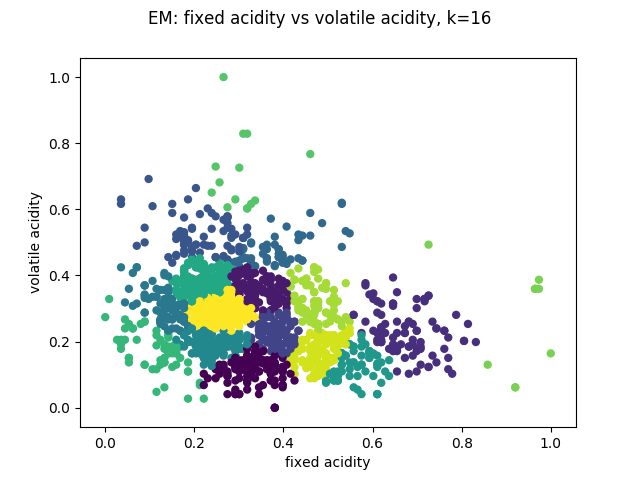 EM: fixed acidity vs volatile acidity, k=16
1.0
0.8
0.6
0.4
0.2
0.0
volatile acidity
0.0 0.2 0.4 0.6 0.8 1.0
fixed acidity